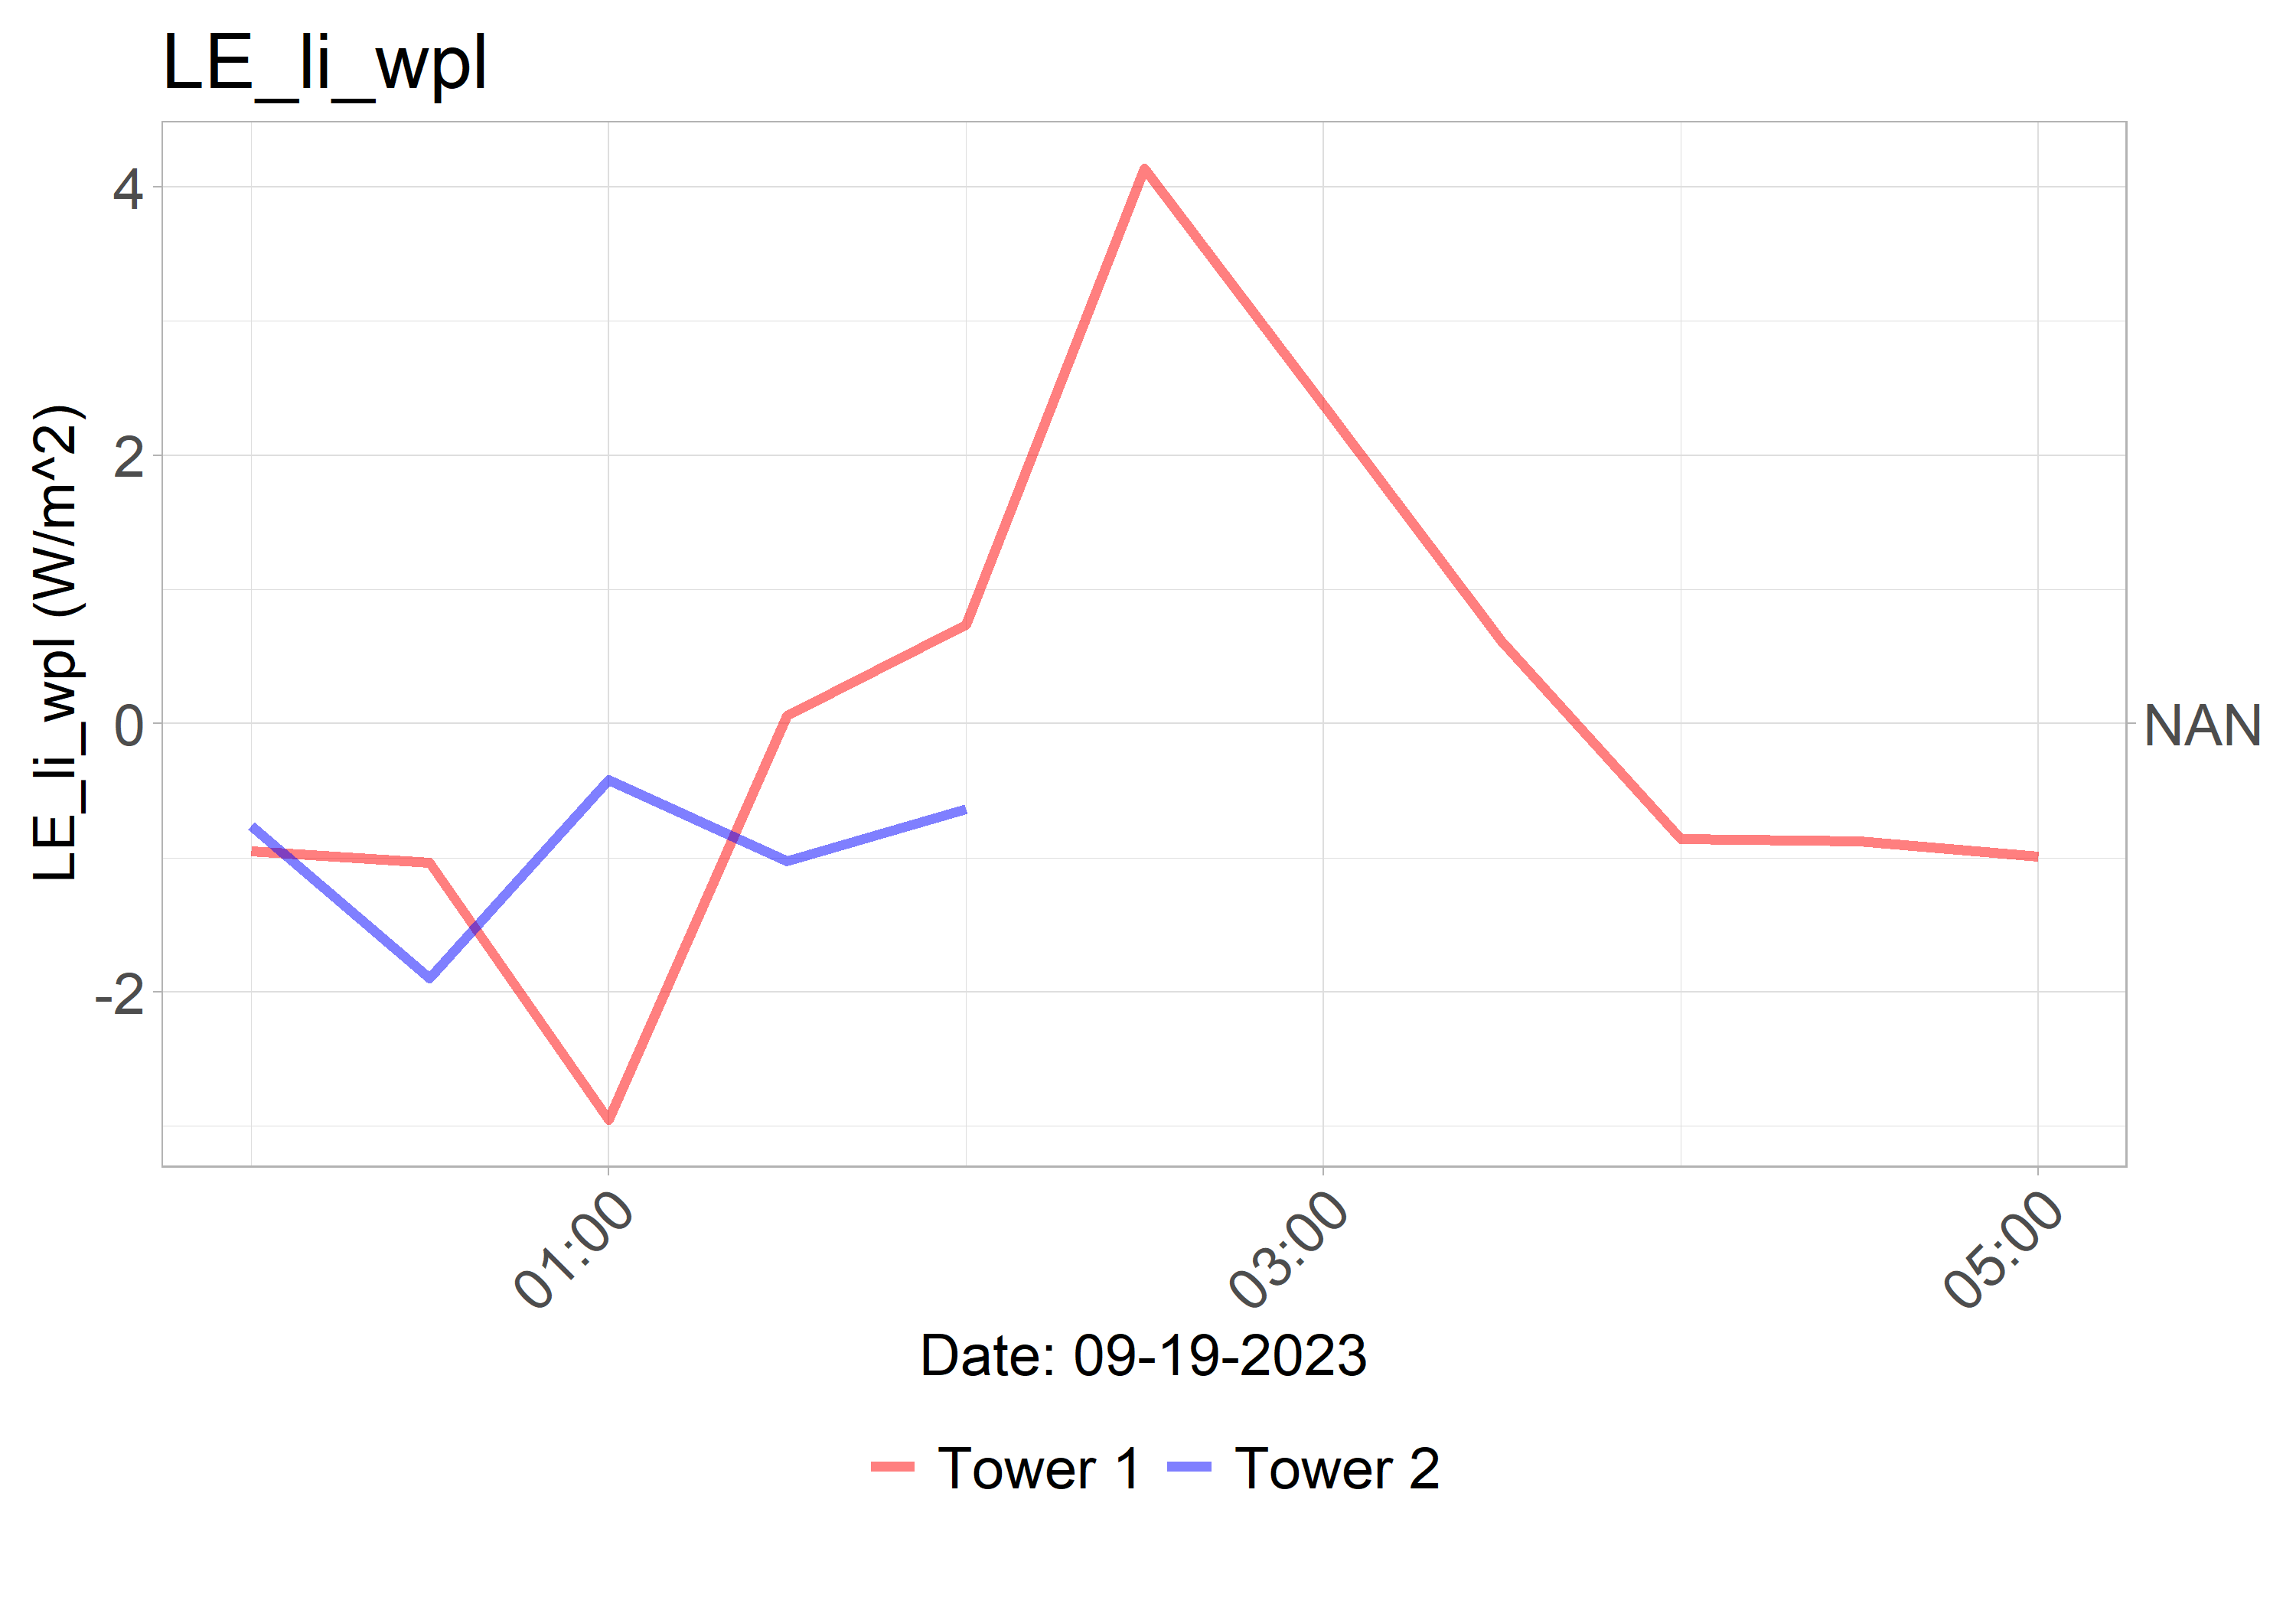 LE_li_wpl
LE_li_wpl (W/m^2)
4
2
0
-2
NAN
01:00
03:00
05:00
Date: 09-19-2023
Tower 1
Tower 2